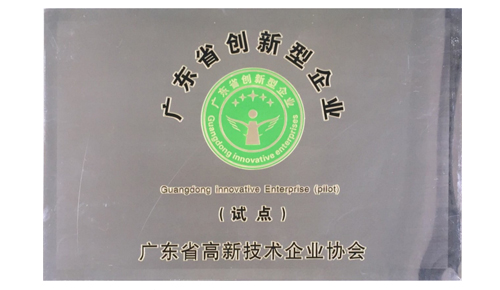 广东省创新型企业
广东省创新型企业
Guangdong innovative enterprises
Guangdong Innovative Enterprise (pilot)
(试点)
广东省高新技术企业协会